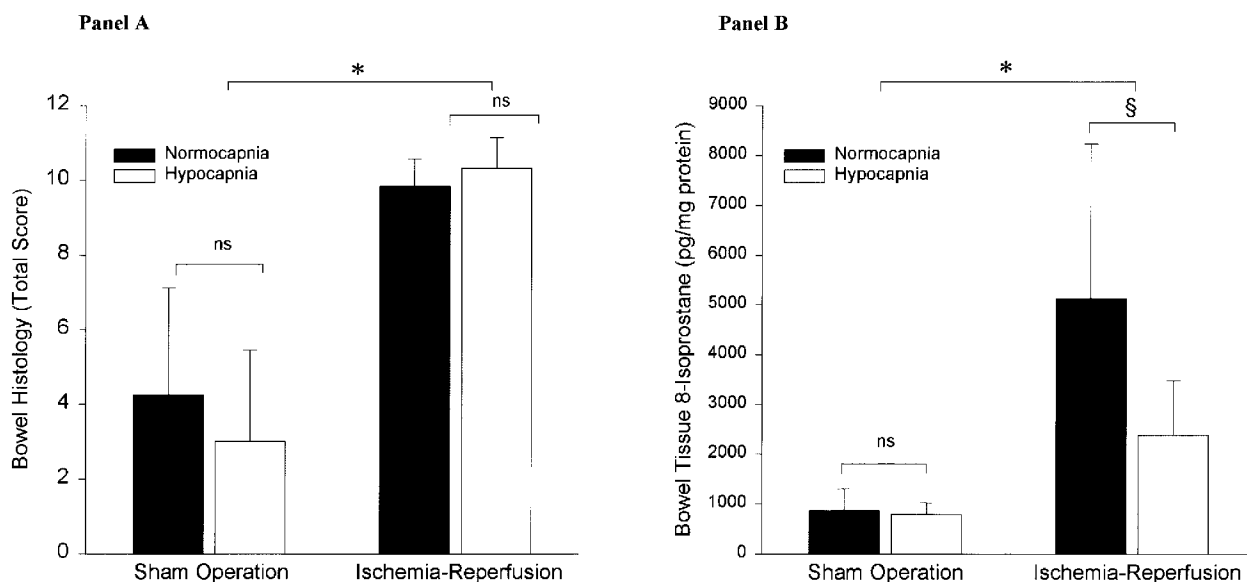 Panel A
*
12
10
8
6
4
2
0
Bowel Histology (Total Score)
Normocapnia
Hypocapnia
ns
ns
Sham Operation
Ischemia-Reperfusion
Panel B
*
9000
8000
7000
6000
5000
4000
3000
2000
1000
0
Bowel Tissue 8-Isoprostane (pg/mg protein)
Normocapnia
Hypocapnia
§
ns
Sham Operation
Ischemia-Reperfusion